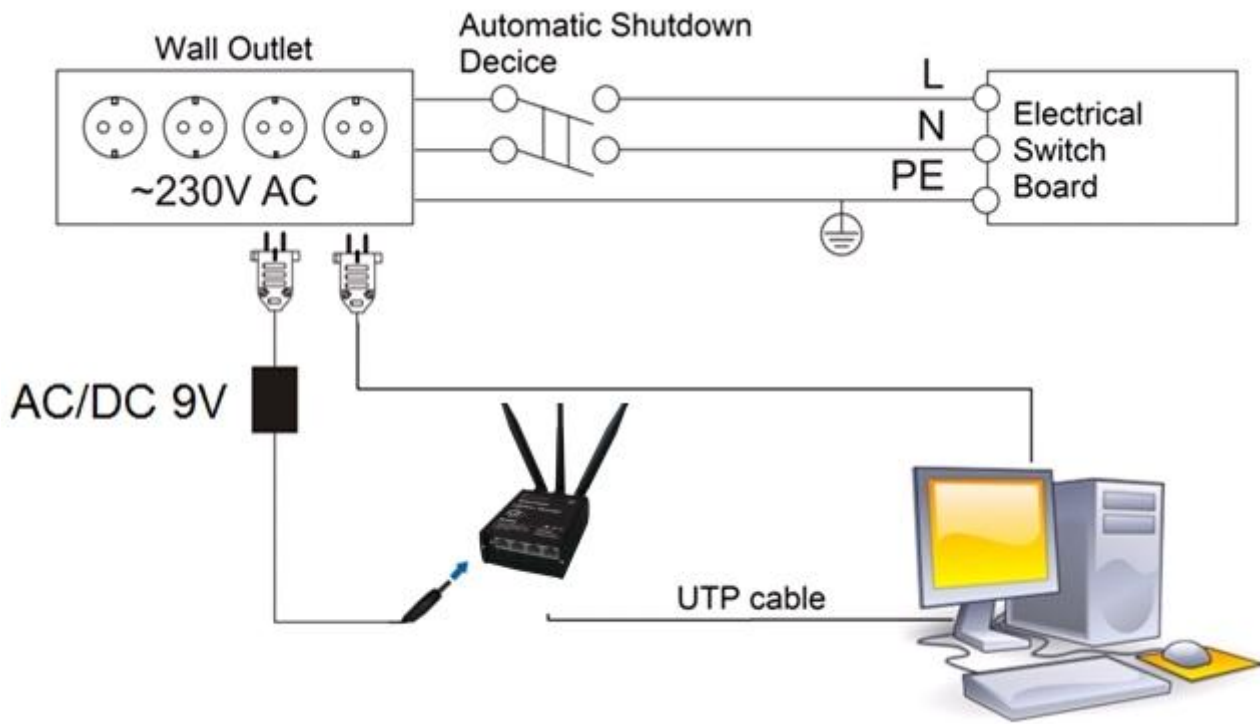 Wall Outlet
Automatic Shutdown
Decice
L
N
PE
Electrical
Switch
Board
~230V AC
AC/DC 9V
UTP cable